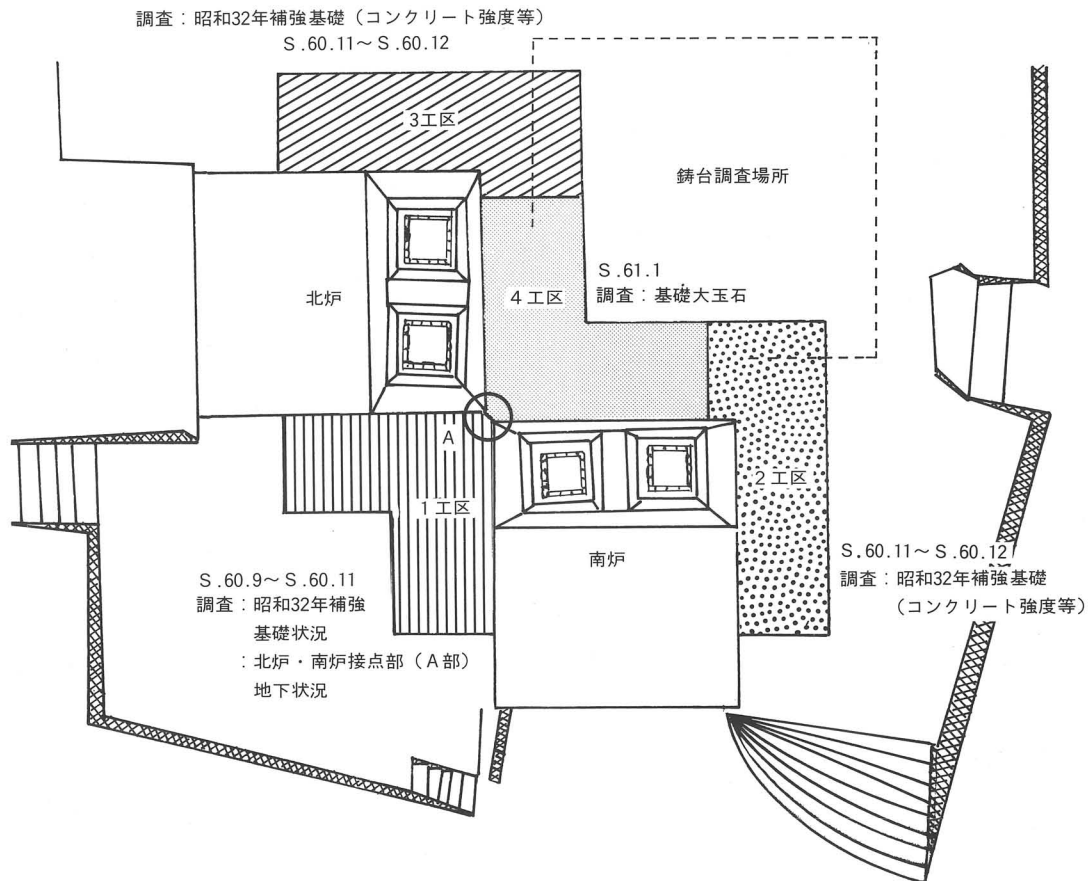 調査：昭和32年補強基礎（コンクリート強度等）
S.60.11～S.60.12
3工区
鋳台調査場所
北炉
4工区
S.61.1
調査：基礎大玉石
A
1工区
2工区
南炉
S.60.9～S.60.11
調査：昭和32年補強
基礎状況
：北炉・南炉接点部（A部）
地下状況
S.60.11～S.60.12
調査：昭和32年補強基礎
（コンクリート強度等）